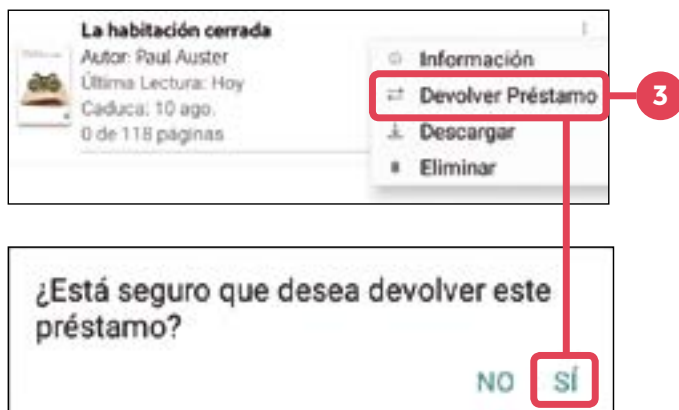 La habitación cerrada
Autor: Paul Auster
Última Lectura: Hoy
Caduca: 10 ago.
0 de 118 páginas
Información
Devolver Préstamo
Descargar
Eliminar
3
¿Está seguro que desea devolver este
préstamo?
NO SÍ